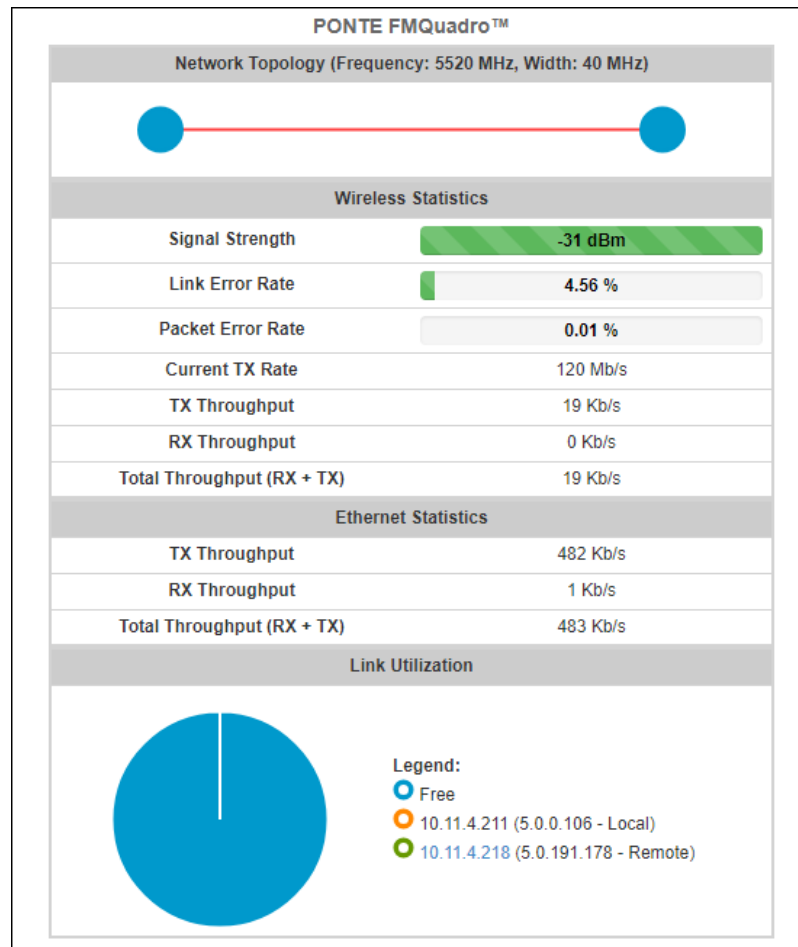 PONTE FMQuadro™
Network Topology (Frequency: 5520 MHz, Width: 40 MHz)
Wireless Statistics
Signal Strength -31 dBm
Link Error Rate 4.56 %
Packet Error Rate 0.01 %
Current TX Rate 120 Mb/s
TX Throughput 19 Kb/s
RX Throughput 0 Kb/s
Total Throughput (RX + TX) 19 Kb/s
Ethernet Statistics
TX Throughput 482 Kb/s
RX Throughput 1 Kb/s
Total Throughput (RX + TX) 483 Kb/s
Link Utilization
Legend:
Free
10.11.4.211 (5.0.0.106 - Local)
10.11.4.218 (5.0.191.178 - Remote)